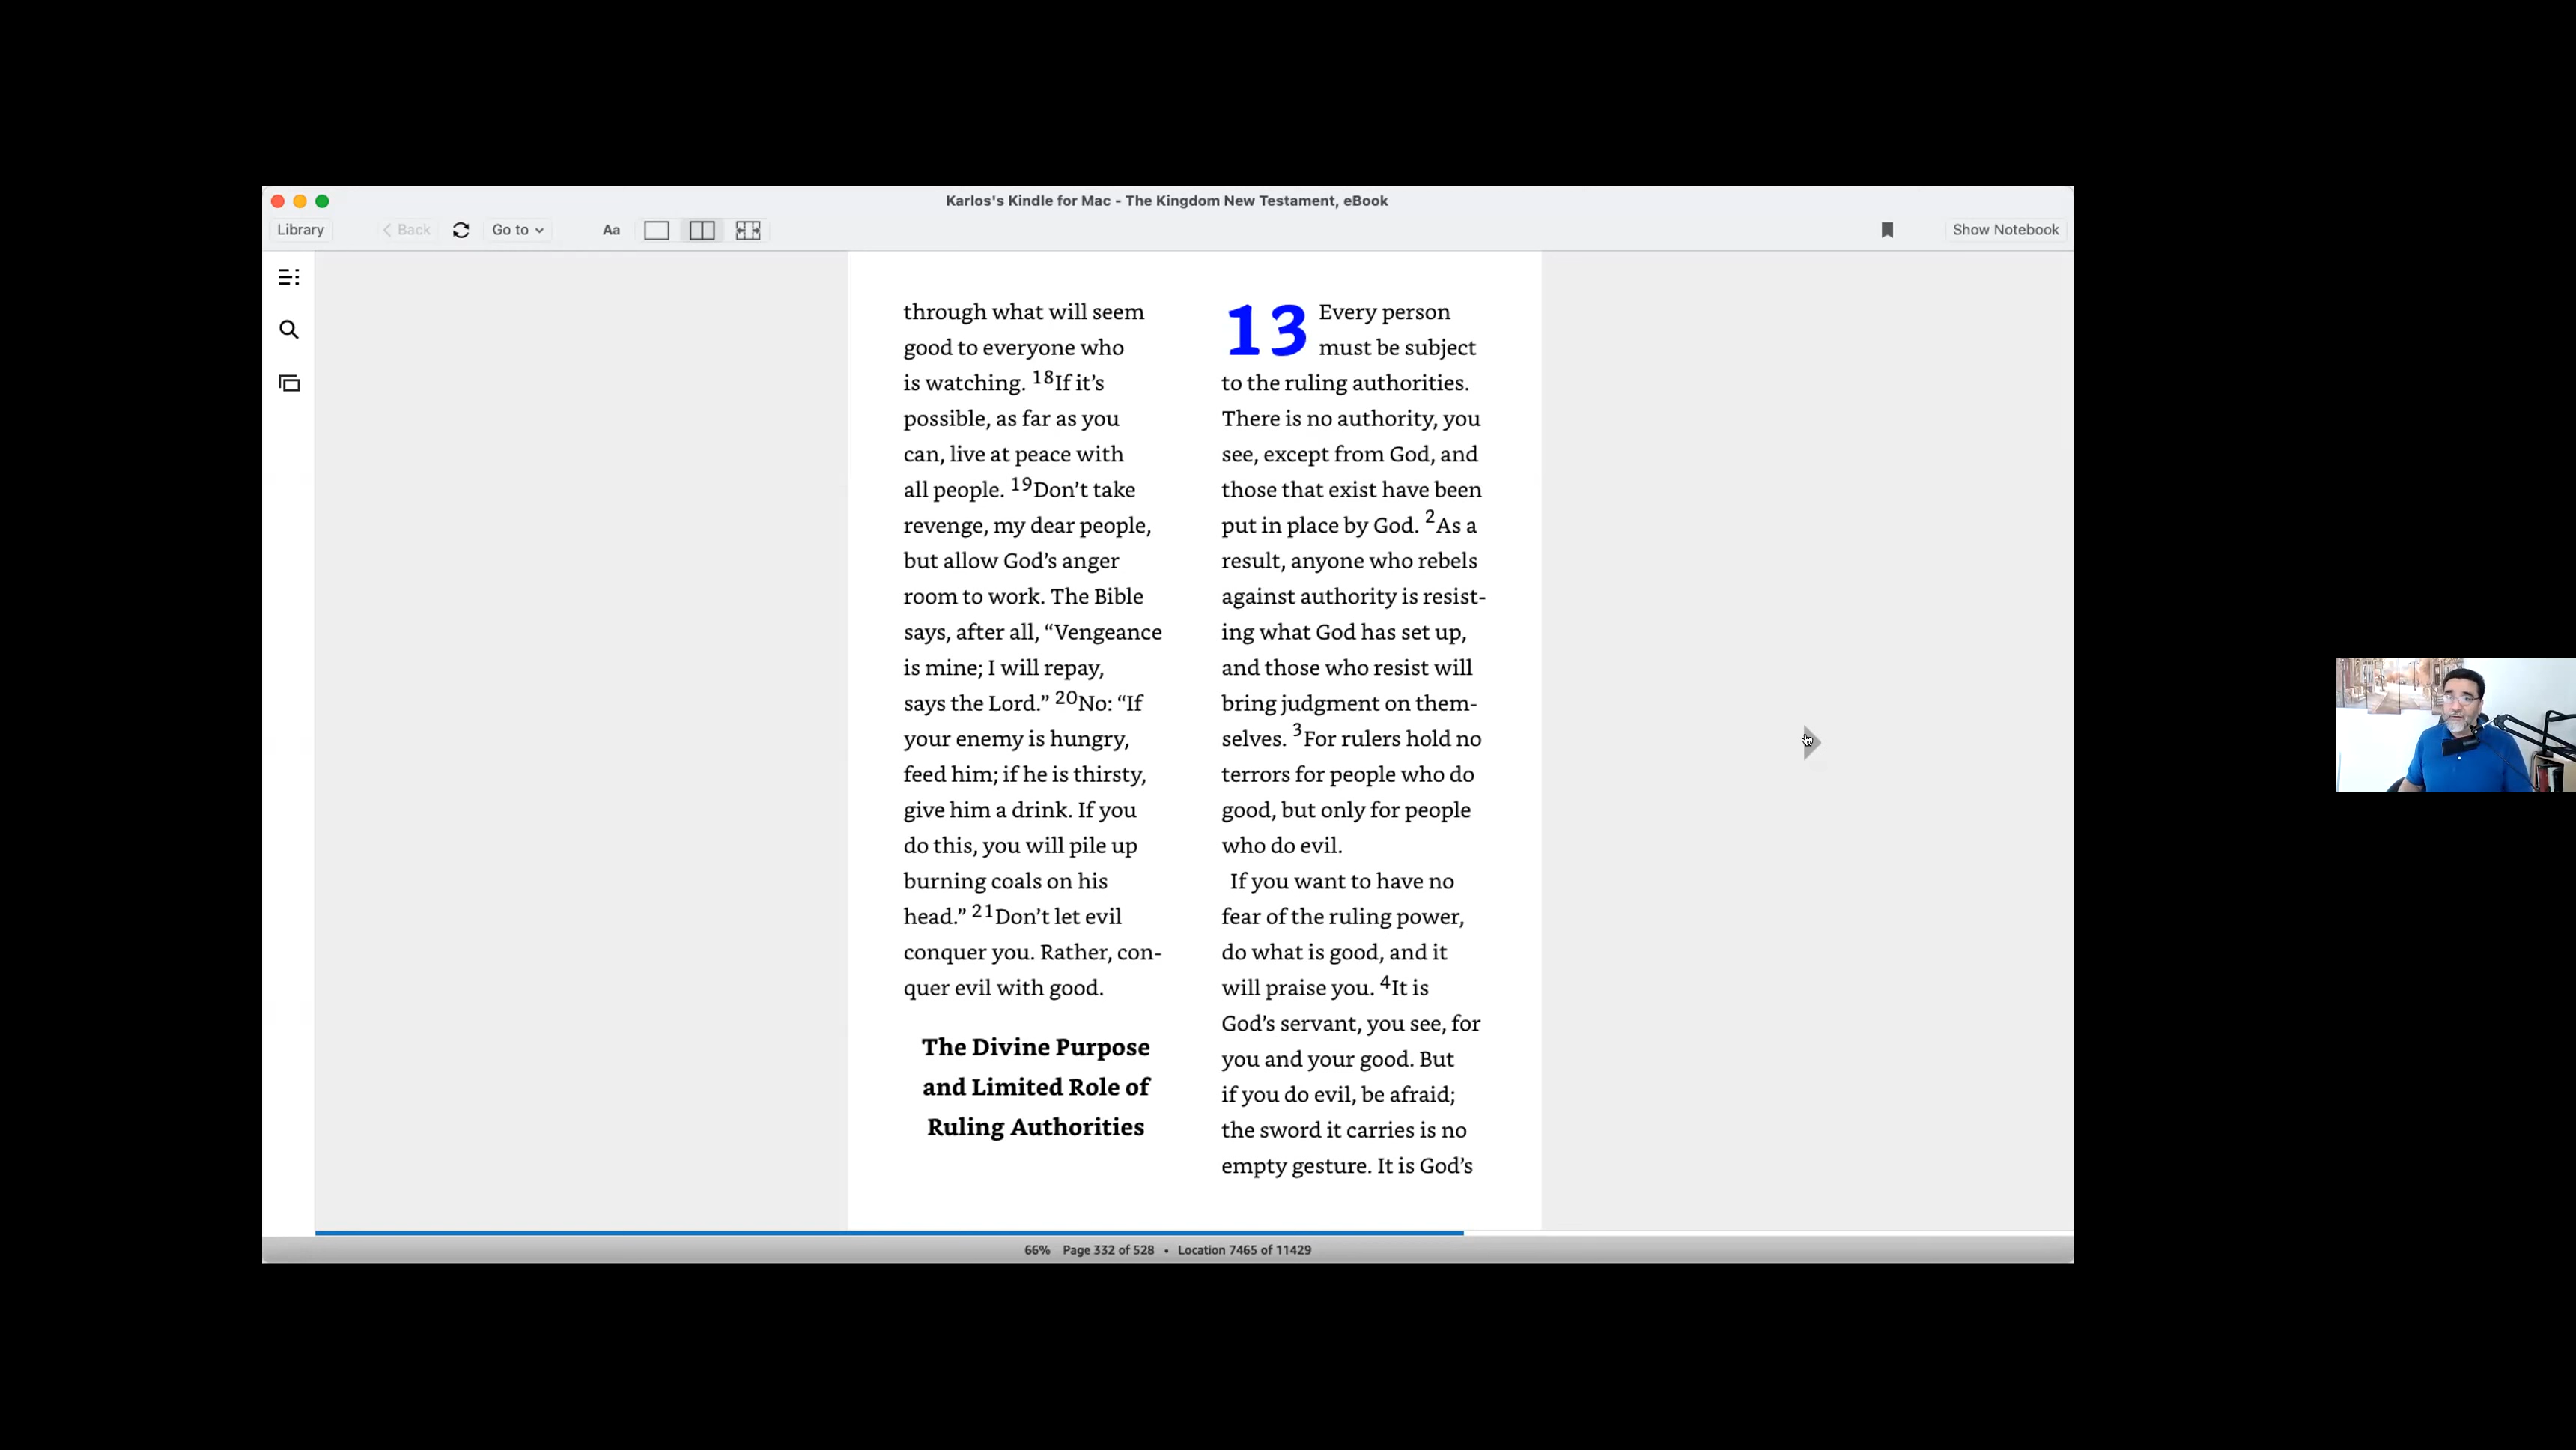 Karlos's Kindle for Mac - The Kingdom New Testament, eBook
Library
Back
Go to
Aa
Show Notebook
through what will seem
good to everyone who
is watching. 18If it’s
possible, as far as you
can, live at peace with
all people. 19Don’t take
revenge, my dear people,
but allow God’s anger
room to work. The Bible
says, after all, “Vengeance
is mine; I will repay,
says the Lord.” 20No: “If
your enemy is hungry,
feed him; if he is thirsty,
give him a drink. If you
do this, you will pile up
burning coals on his
head.” 21Don’t let evil
conquer you. Rather, con-
quer evil with good.
The Divine Purpose
and Limited Role of
Ruling Authorities
13 Every person
must be subject
to the ruling authorities.
There is no authority, you
see, except from God, and
those that exist have been
put in place by God. 2As a
result, anyone who rebels
against authority is resist-
ing what God has set up,
and those who resist will
bring judgment on them-
selves. 3For rulers hold no
terrors for people who do
good, but only for people
who do evil.
If you want to have no
fear of the ruling power,
do what is good, and it
will praise you. 4It is
God’s servant, you see, for
you and your good. But
if you do evil, be afraid;
the sword it carries is no
empty gesture. It is God’s
66% Page 332 of 528 • Location 7465 of 11429